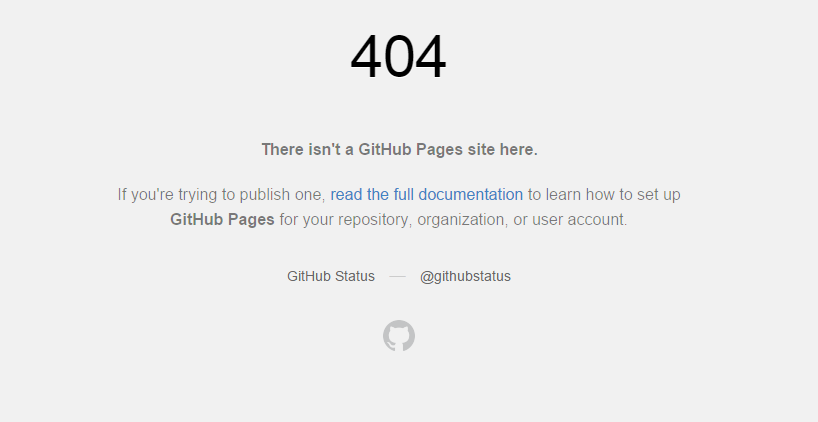 404
There isn't a GitHub Pages site here.
If you're trying to publish one, read the full documentation to learn how to set up
GitHub Pages for your repository, organization, or user account.
GitHub Status — @githubstatus